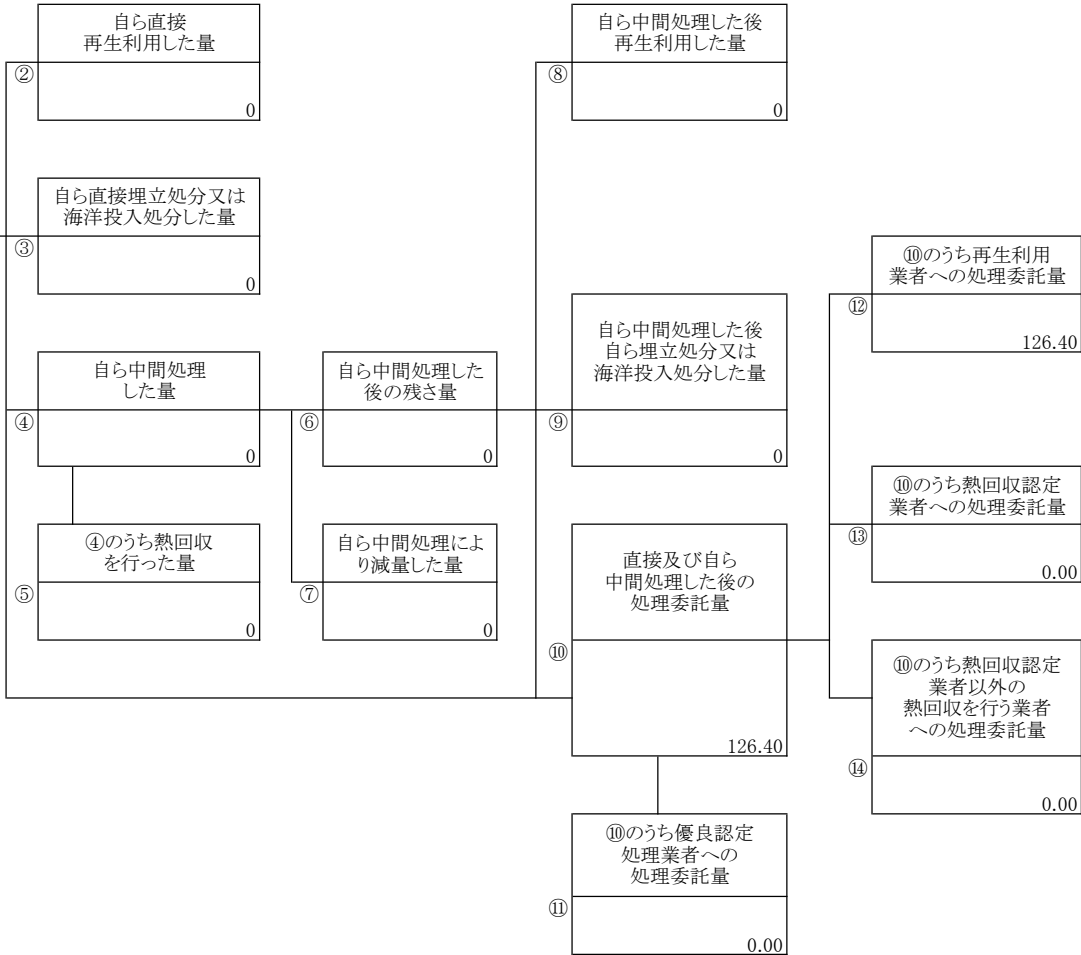 自ら直接
再生利用した量
②
0
自ら中間処理した後
再生利用した量
⑧
0
自ら直接埋立処分又は
海洋投入処分した量
③
0
⑩のうち再生利用
業者への処理委託量
⑫
126.40
自ら中間処理した後
自ら埋立処分又は
海洋投入処分した量
⑨
0
自ら中間処理
した量
④
0
自ら中間処理した
後の残さ量
⑥
0
⑩のうち熱回収認定
業者への処理委託量
⑬
0.00
④のうち熱回収
を行った量
⑤
0
自ら中間処理によ
り減量した量
⑦
0
直接及び自ら
中間処理した後の
処理委託量
⑩
126.40
⑩のうち熱回収認定
業者以外の
熱回収を行う業者
への処理委託量
⑭
0.00
⑩のうち優良認定
処理業者への
処理委託量
⑪
0.00